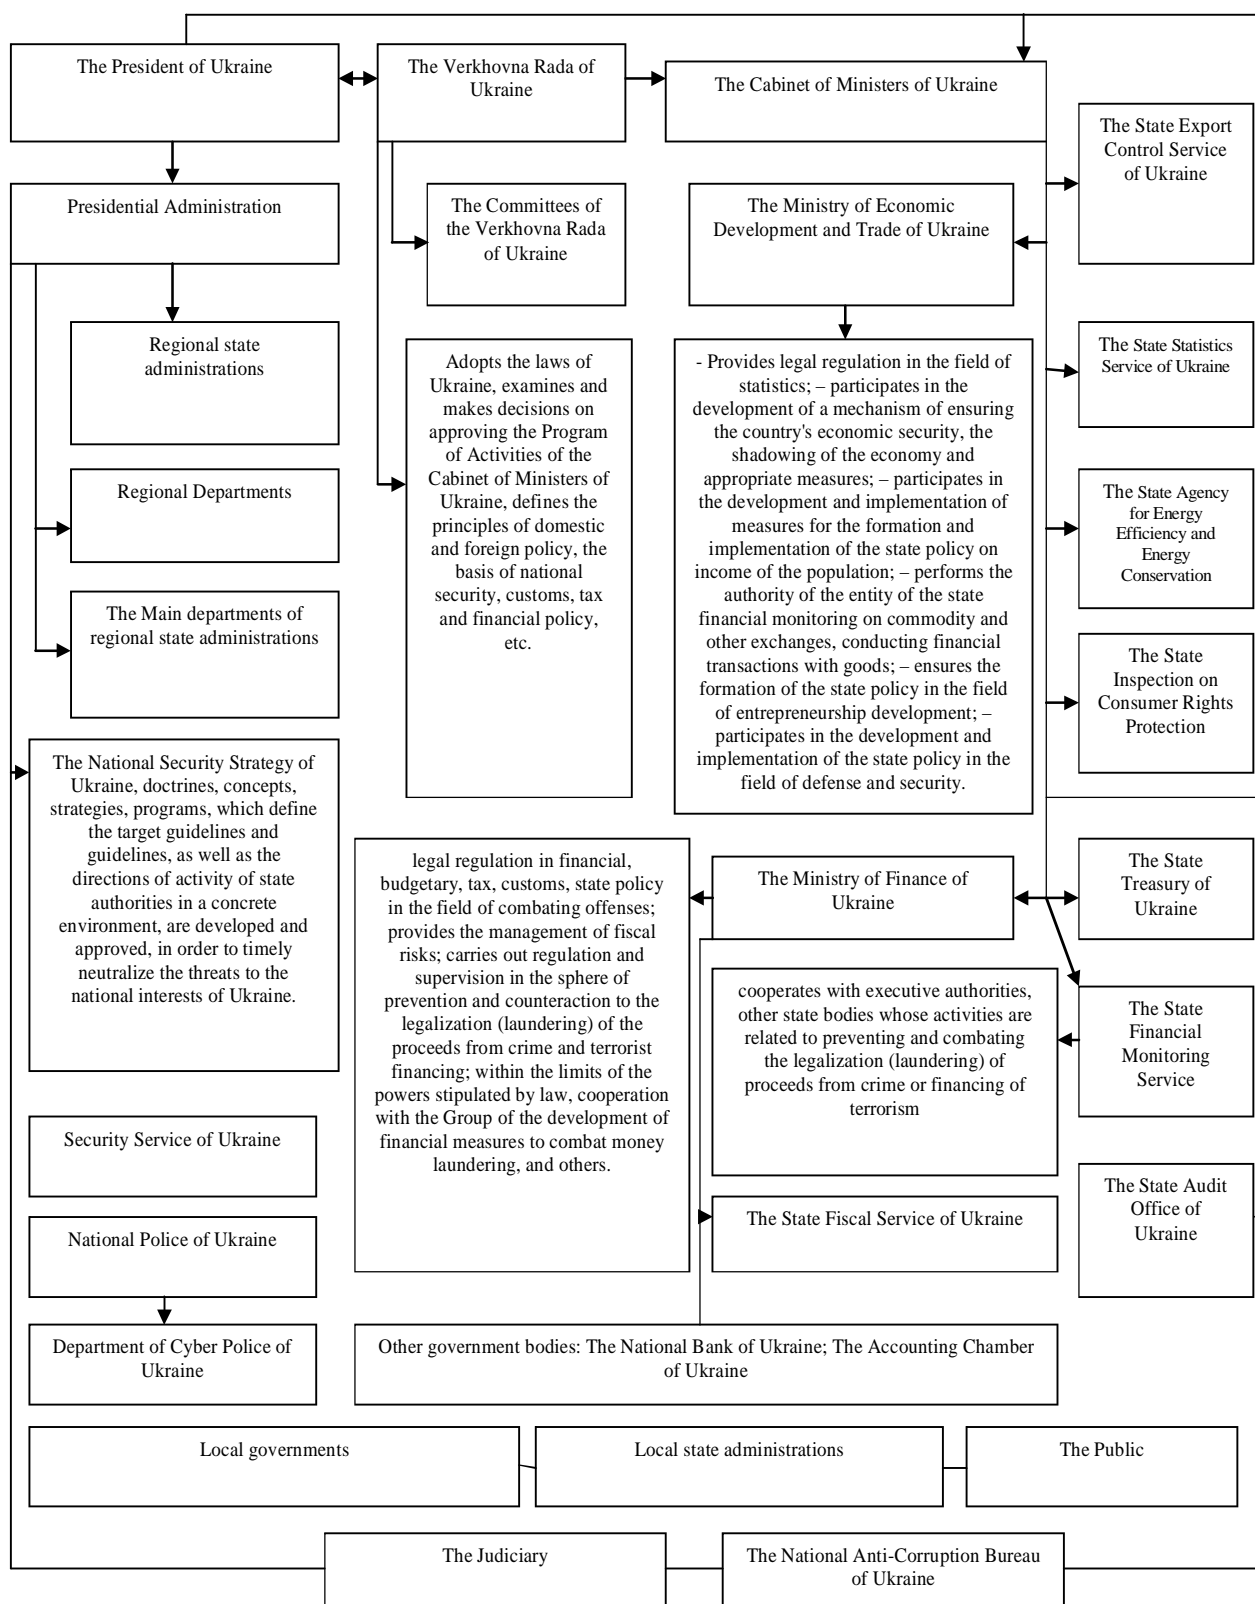 The President of Ukraine
The Verkhovna Rada of
Ukraine
The Cabinet of Ministers of Ukraine
The State Export
Control Service
of Ukraine
Presidential Administration
The Committees of
the Verkhovna Rada
of Ukraine
The Ministry of Economic
Development and Trade of Ukraine
Regional state
administrations
Adopts the laws of
Ukraine, examines and
makes decisions on
approving the Program
of Activities of the
Cabinet of Ministers of
Ukraine, defines the
principles of domestic
and foreign policy, the
basis of national
security, customs, tax
and financial policy,
etc.
- Provides legal regulation in the field of
statistics; – participates in the
development of a mechanism of ensuring
the country's economic security, the
shadowing of the economy and
appropriate measures; – participates in
the development and implementation of
measures for the formation and
implementation of the state policy on
income of the population; – performs the
authority of the entity of the state
financial monitoring on commodity and
other exchanges, conducting financial
transactions with goods; – ensures the
formation of the state policy in the field
of entrepreneurship development; –
participates in the development and
implementation of the state policy in the
field of defense and security.
The State Statistics
Service of Ukraine
Regional Departments
The State Agency
for Energy
Efficiency and
Energy
Conservation
The Main departments of
regional state administrations
The State
Inspection on
Consumer Rights
Protection
The National Security Strategy of
Ukraine, doctrines, concepts,
strategies, programs, which define
the target guidelines and
guidelines, as well as the
directions of activity of state
authorities in a concrete
environment, are developed and
approved, in order to timely
neutralize the threats to the
national interests of Ukraine.
legal regulation in financial,
budgetary, tax, customs, state policy
in the field of combating offenses;
provides the management of fiscal
risks; carries out regulation and
supervision in the sphere of
prevention and counteraction to the
legalization (laundering) of the
proceeds from crime and terrorist
financing; within the limits of the
powers stipulated by law, cooperation
with the Group of the development of
financial measures to combat money
laundering, and others.
The Ministry of Finance of
Ukraine
The State
Treasury of
Ukraine
cooperates with executive authorities,
other state bodies whose activities are
related to preventing and combating
the legalization (laundering) of
proceeds from crime or financing of
terrorism
The State
Financial
Monitoring
Service
Security Service of Ukraine
The State Fiscal Service of Ukraine
The State Audit
Office of
Ukraine
National Police of Ukraine
Department of Cyber Police of
Ukraine
Other government bodies: The National Bank of Ukraine; The Accounting Chamber
of Ukraine
Local governments
Local state administrations
The Public
The Judiciary
The National Anti-Corruption Bureau
of Ukraine